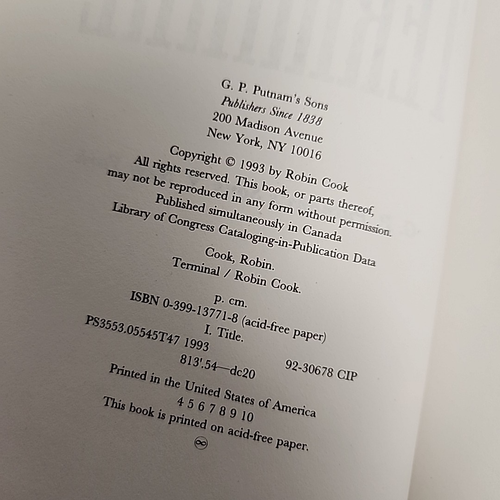 G. P. Putnam's Sons
Publishers Since 1838
200 Madison Avenue
New York, NY 10016
Copyright © 1993 by Robin Cook
All rights reserved. This book, or parts thereof,
may not be reproduced in any form without permission.
Published simultaneously in Canada
Library of Congress Cataloging-in-Publication Data
Cook, Robin.
Terminal / Robin Cook.
p. cm.
ISBN 0-399-13771-8 (acid-free paper)
I. Title.
PS3553.O5545T47 1993
813'.54—dc20 92-30678 CIP
Printed in the United States of America
4 5 6 7 8 9 10
This book is printed on acid-free paper.
♾